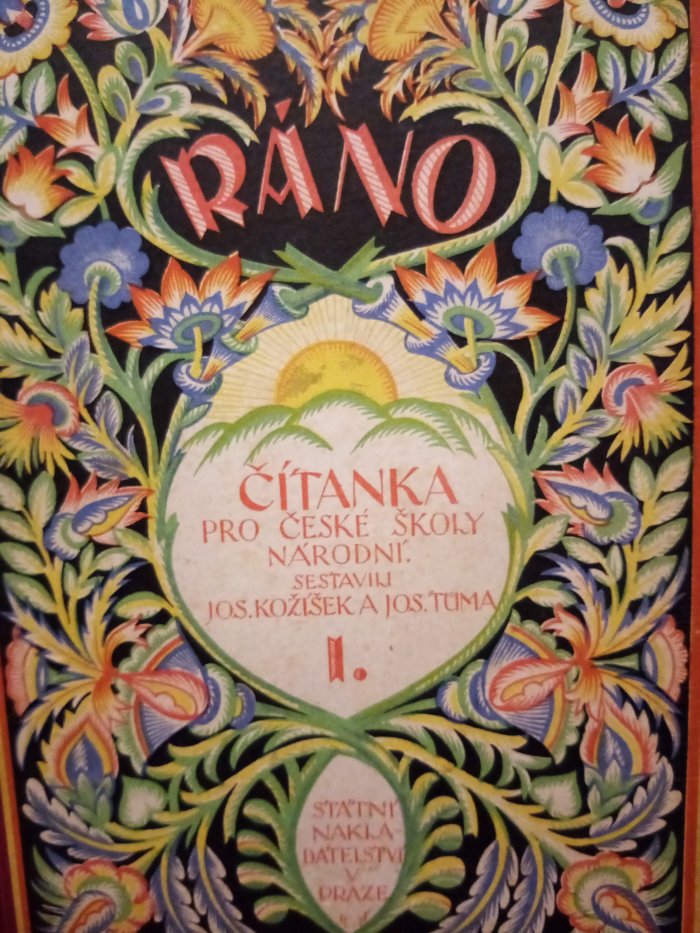 RÁNO
ČÍTANKA
PRO ČESKÉ ŠKOLY
NÁRODNÍ.
SESTAVILI
JOS. KOŽÍŠEK A JOS. TŮMA
I.
STÁTNÍ
NAKLA-
DATELSTVÍ
V
PRAZE